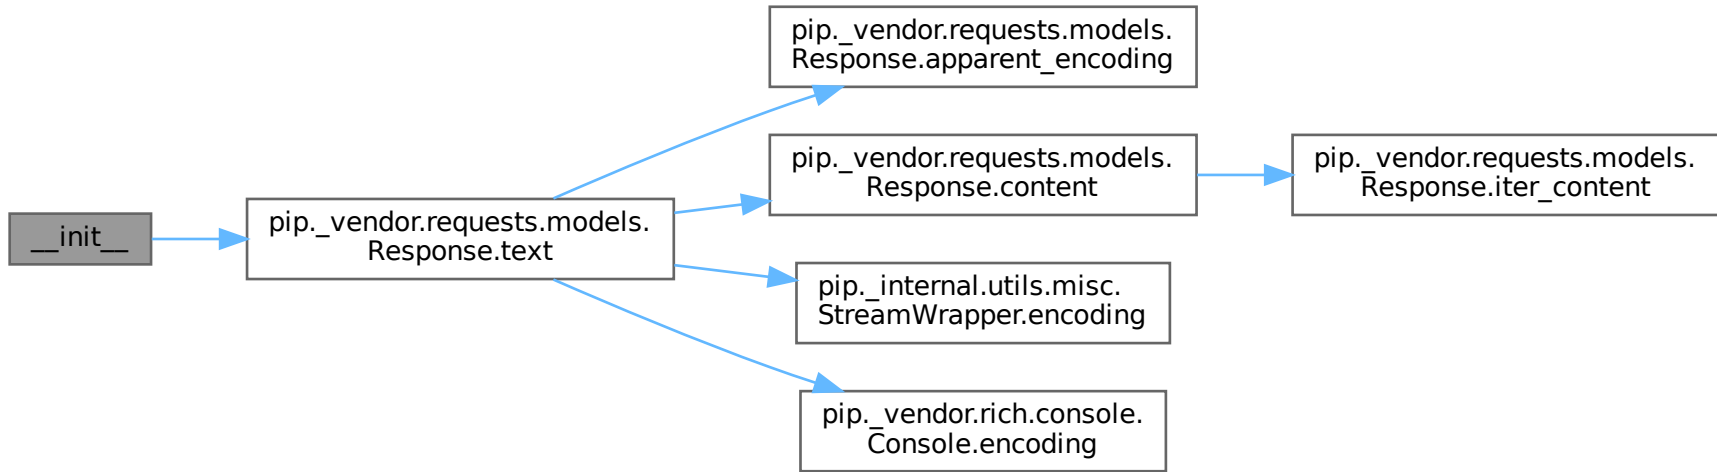 __init__
pip._vendor.requests.models.
Response.text
pip._vendor.requests.models.
Response.apparent_encoding
pip._vendor.requests.models.
Response.content
pip._internal.utils.misc.
StreamWrapper.encoding
pip._vendor.rich.console.
Console.encoding
pip._vendor.requests.models.
Response.iter_content